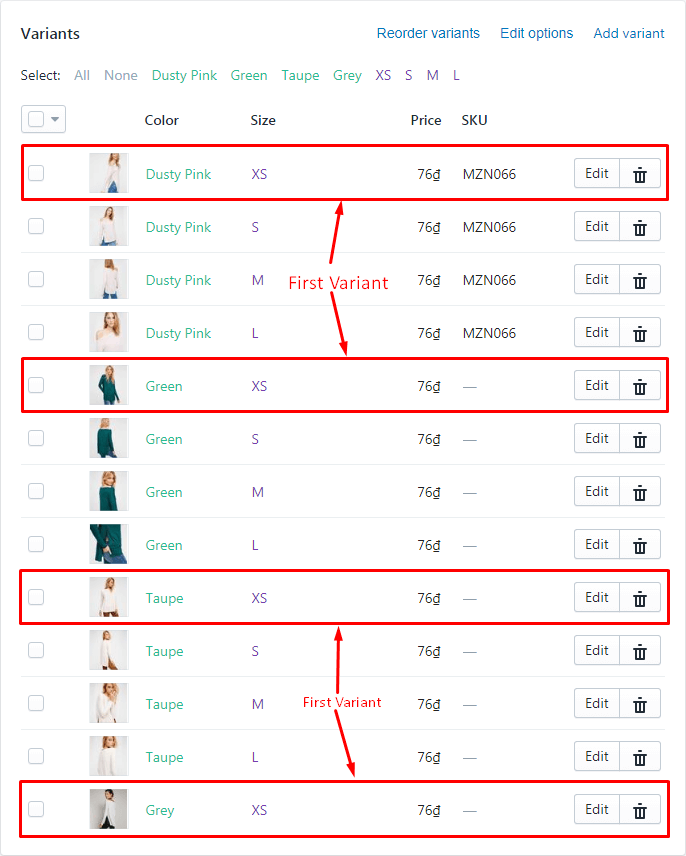 Variants Reorder variants Edit options Add variant
Select: All None Dusty Pink Green Taupe Grey XS S M L
Color Size Price SKU
Dusty Pink XS 76₫ MZN066 Edit
Dusty Pink S 76₫ MZN066 Edit
Dusty Pink M 76₫ MZN066 Edit
First Variant
Dusty Pink L 76₫ MZN066 Edit
Green XS 76₫ — Edit
Green S 76₫ — Edit
Green M 76₫ — Edit
Green L 76₫ — Edit
Taupe XS 76₫ — Edit
Taupe S 76₫ — Edit
Taupe M 76₫ — Edit
First Variant
Taupe L 76₫ — Edit
Grey XS 76₫ — Edit